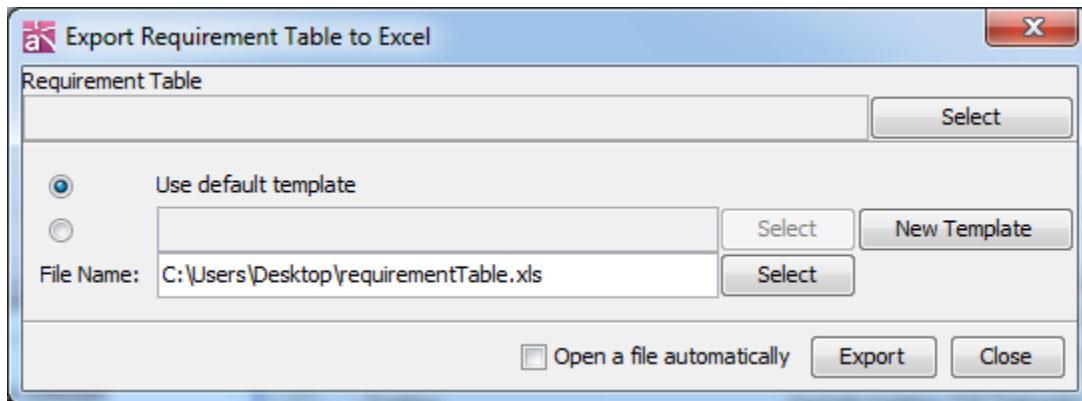 Export Requirement Table to Excel
Requirement Table
Select
Use default template
Select New Template
File Name: C:\Users\Desktop\requirementTable.xls Select
Open a file automatically Export Close